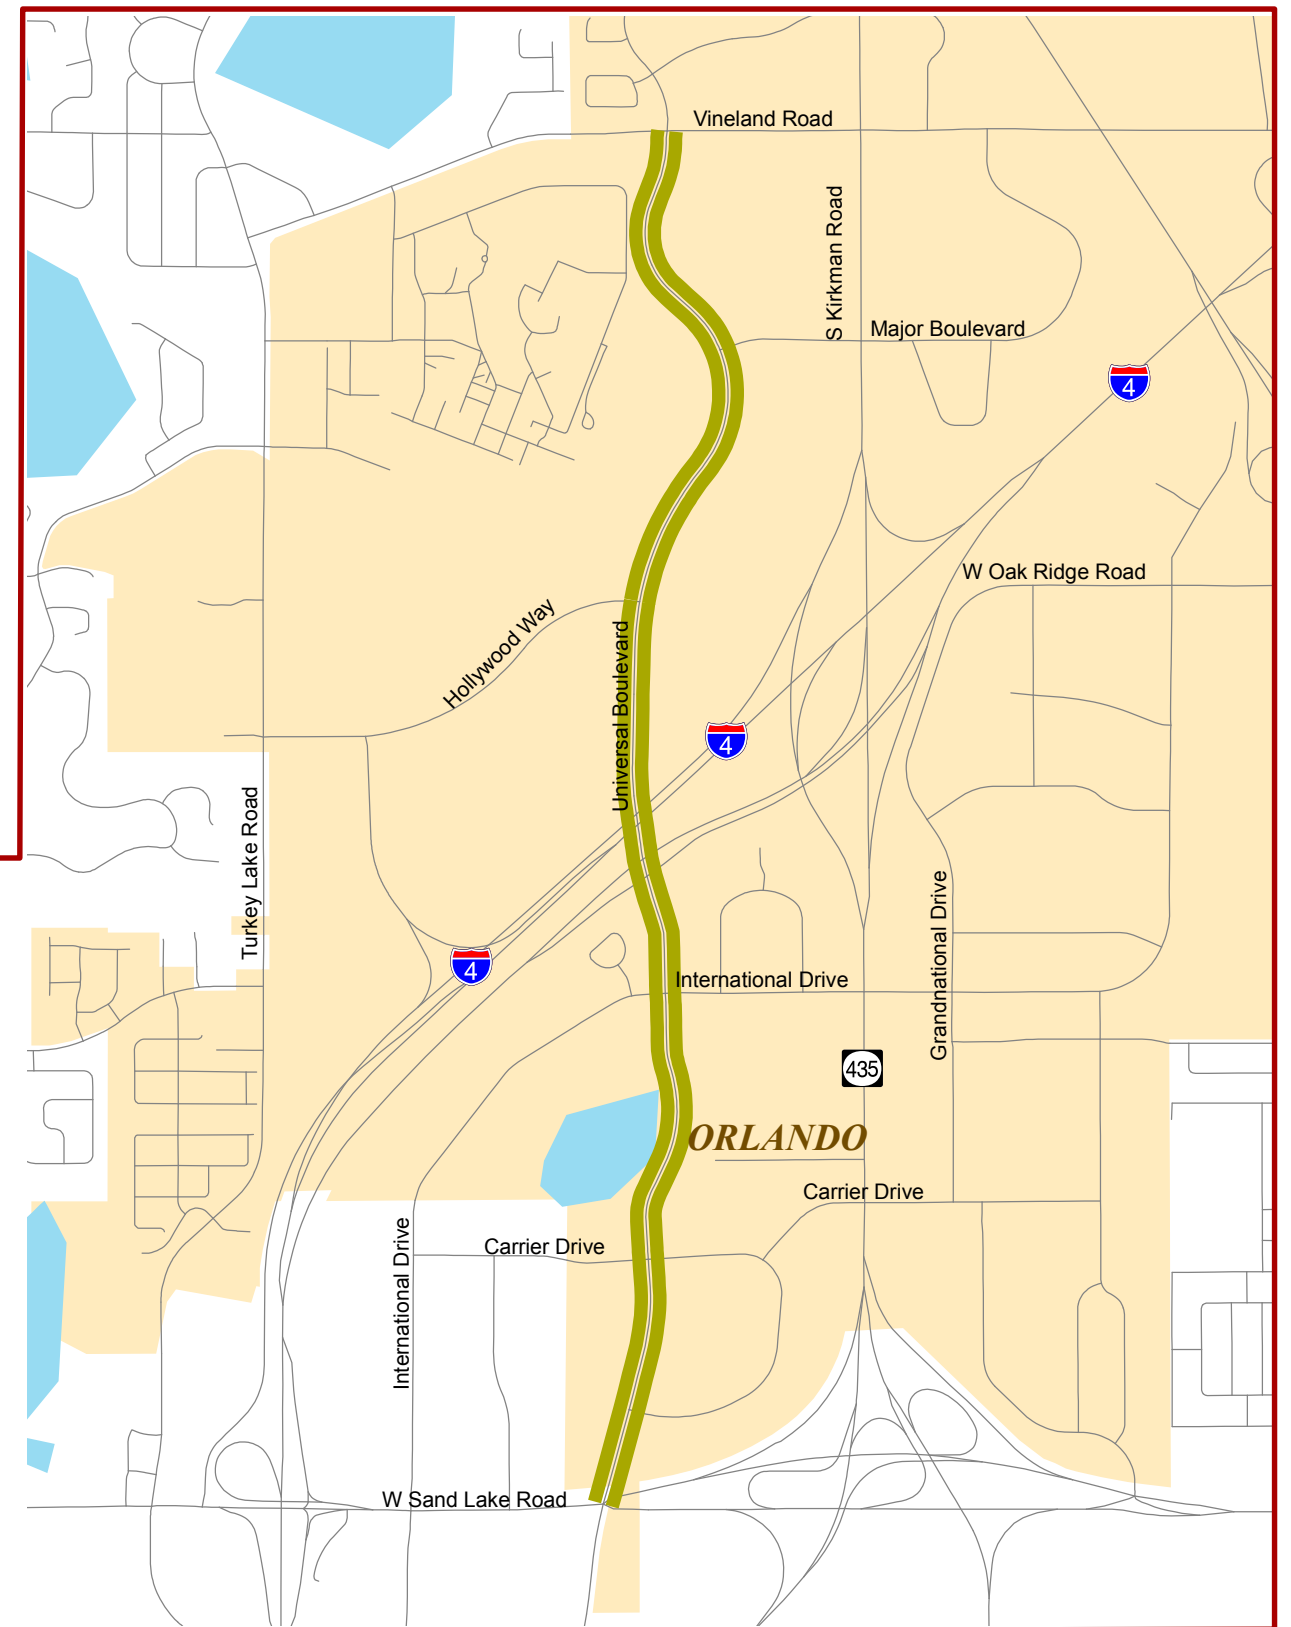 Vineland Road
S Kirkman Road
Major Boulevard
4
W Oak Ridge Road
Hollywood Way
Universal Boulevard
4
Turkey Lake Road
Grandnational Drive
4
International Drive
435
ORLANDO
Carrier Drive
International Drive
Carrier Drive
W Sand Lake Road